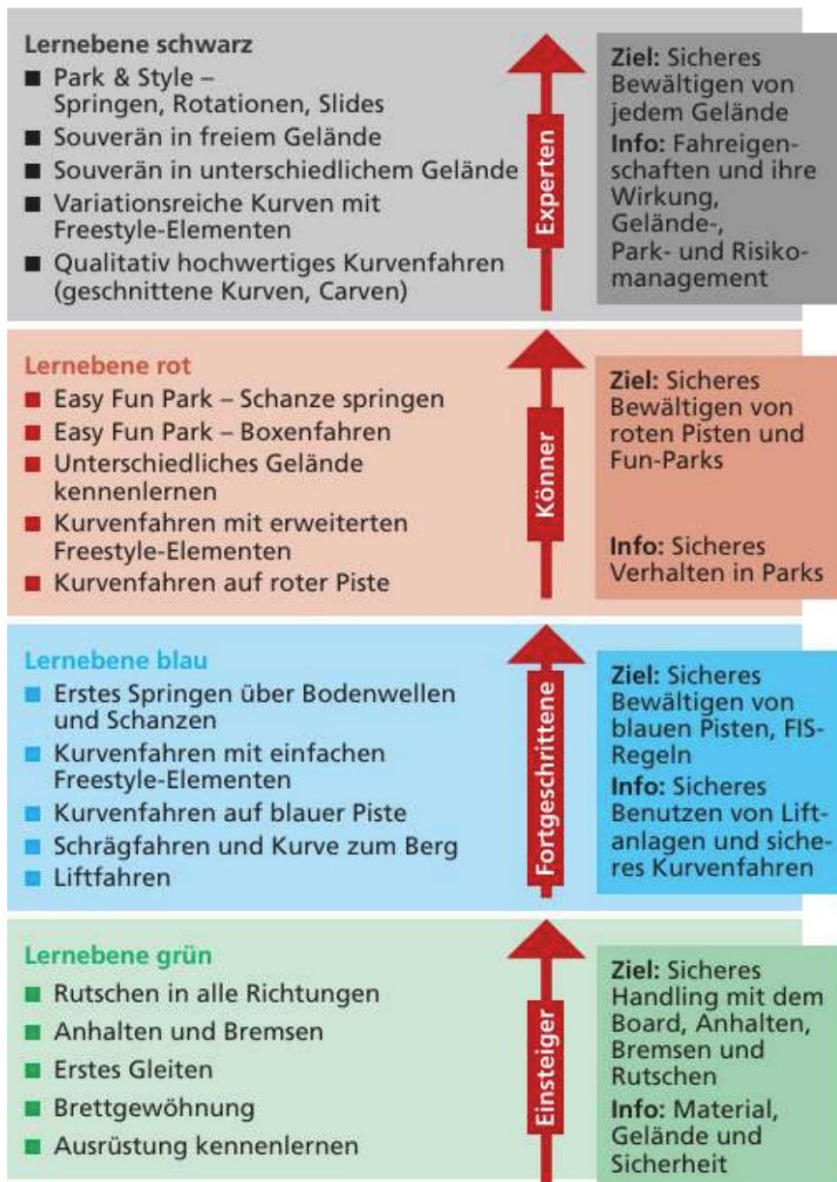 Lernebene schwarz
■ Park & Style –
Springen, Rotationen, Slides
■ Souverän in freiem Gelände
■ Souverän in unterschiedlichem Gelände
■ Variationsreiche Kurven mit
Freestyle-Elementen
■ Qualitativ hochwertiges Kurvenfahren
(geschnittene Kurven, Carven)
Experten
Ziel: Sicheres
Bewältigen von
jedem Gelände
Info: Fahreigen-
schaften und ihre
Wirkung,
Gelände-,
Park- und Risiko-
management
Lernebene rot
■ Easy Fun Park – Schanze springen
■ Easy Fun Park – Boxenfahren
■ Unterschiedliches Gelände
kennenlernen
■ Kurvenfahren mit erweiterten
Freestyle-Elementen
■ Kurvenfahren auf roter Piste
Könner
Ziel: Sicheres
Bewältigen von
roten Pisten und
Fun-Parks
Info: Sicheres
Verhalten in Parks
Lernebene blau
■ Erstes Springen über Bodenwellen
und Schanzen
■ Kurvenfahren mit einfachen
Freestyle-Elementen
■ Kurvenfahren auf blauer Piste
■ Schrägfahren und Kurve zum Berg
■ Liftfahren
Fortgeschrittene
Ziel: Sicheres
Bewältigen von
blauen Pisten, FIS-
Regeln
Info: Sicheres
Benutzen von Lift-
anlagen und siche-
res Kurvenfahren
Lernebene grün
■ Rutschen in alle Richtungen
■ Anhalten und Bremsen
■ Erstes Gleiten
■ Brettgewöhnung
■ Ausrüstung kennenlernen
Einsteiger
Ziel: Sicheres
Handling mit dem
Board, Anhalten,
Bremsen und
Rutschen
Info: Material,
Gelände und
Sicherheit